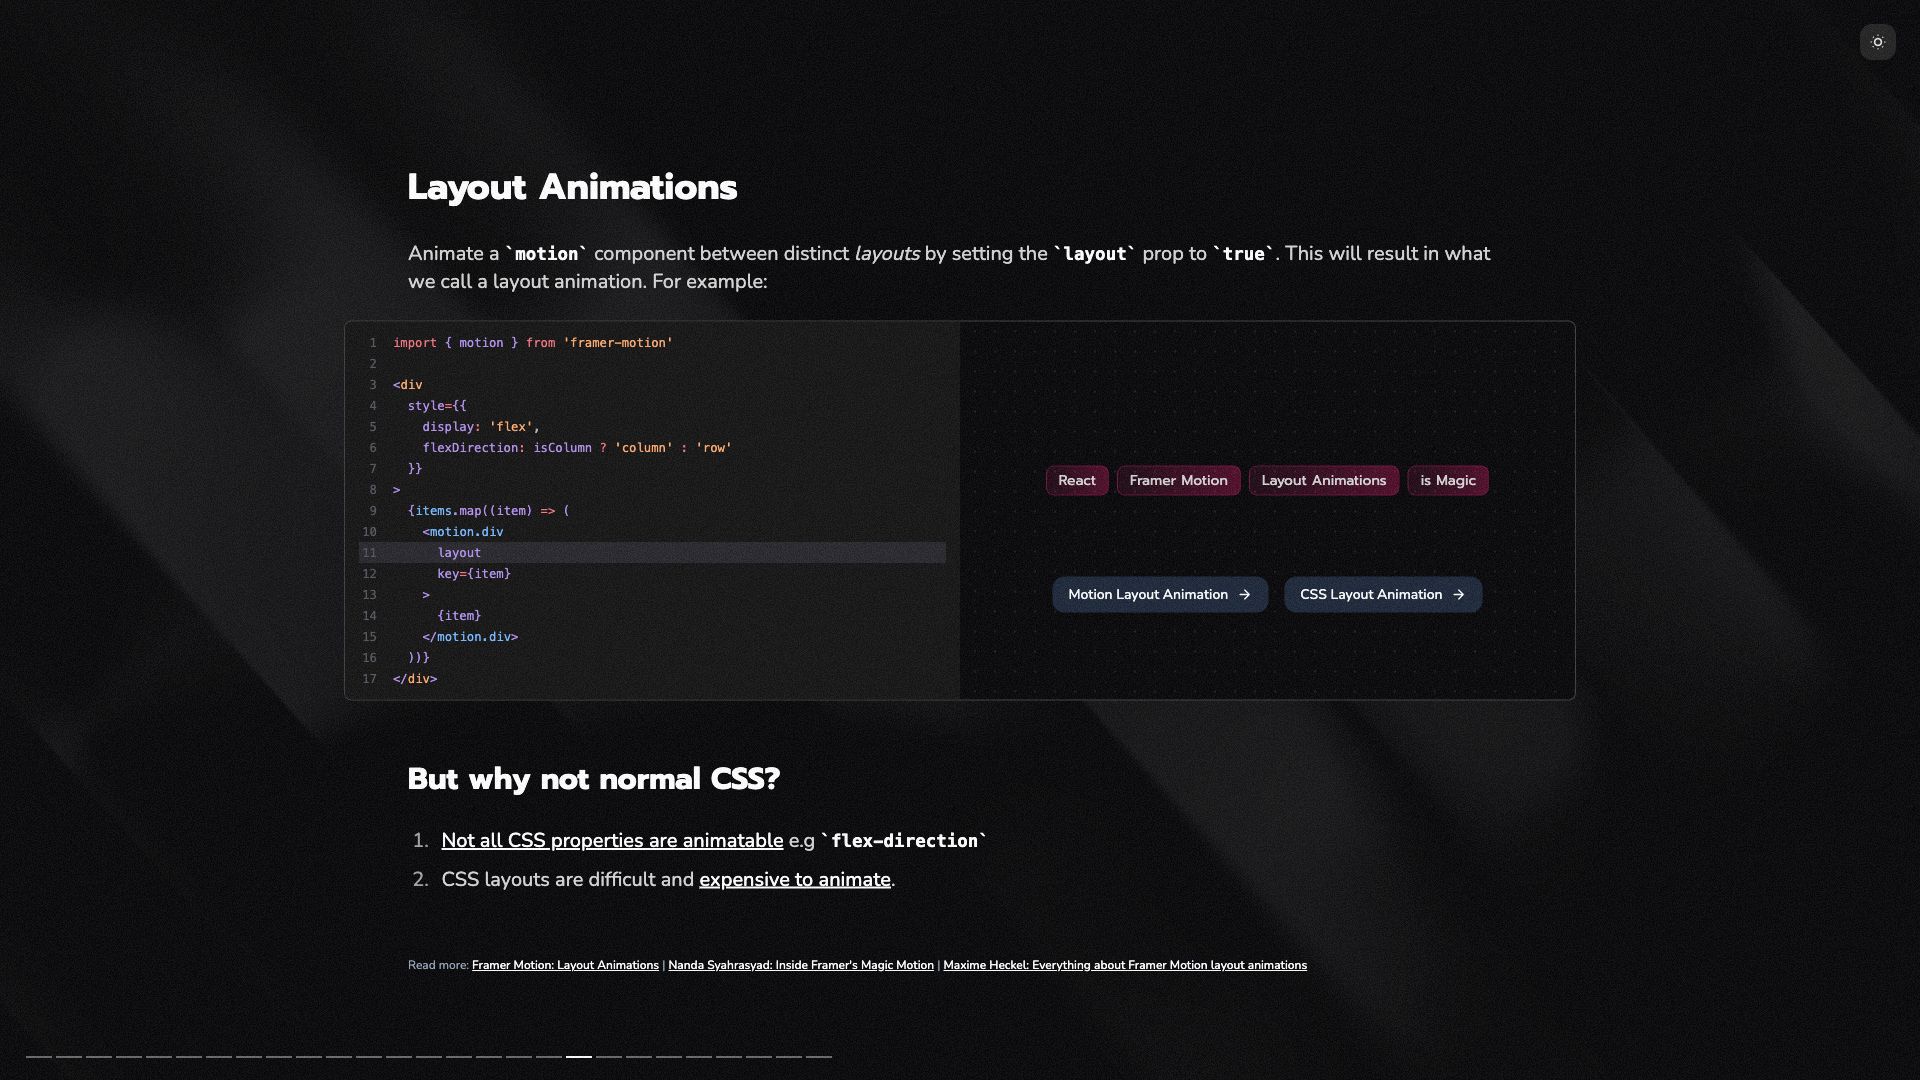 Layout Animations
Animate a `motion` component between distinct layouts by setting the `layout` prop to `true`. This will result in what
we call a layout animation. For example:
1 import { motion } from 'framer-motion'
2
3 <div
4 style={{
5 display: 'flex',
6 flexDirection: isColumn ? 'column' : 'row'
7 }}
8 >
9 {items.map((item) => (
10 <motion.div
11 layout
12 key={item}
13 >
14 {item}
15 </motion.div>
16 ))}
17 </div>
React Framer Motion Layout Animations is Magic
Motion Layout Animation → CSS Layout Animation →
But why not normal CSS?
1. Not all CSS properties are animatable e.g `flex-direction`
2. CSS layouts are difficult and expensive to animate.
Read more: Framer Motion: Layout Animations | Nanda Syahrasyad: Inside Framer's Magic Motion | Maxime Heckel: Everything about Framer Motion layout animations